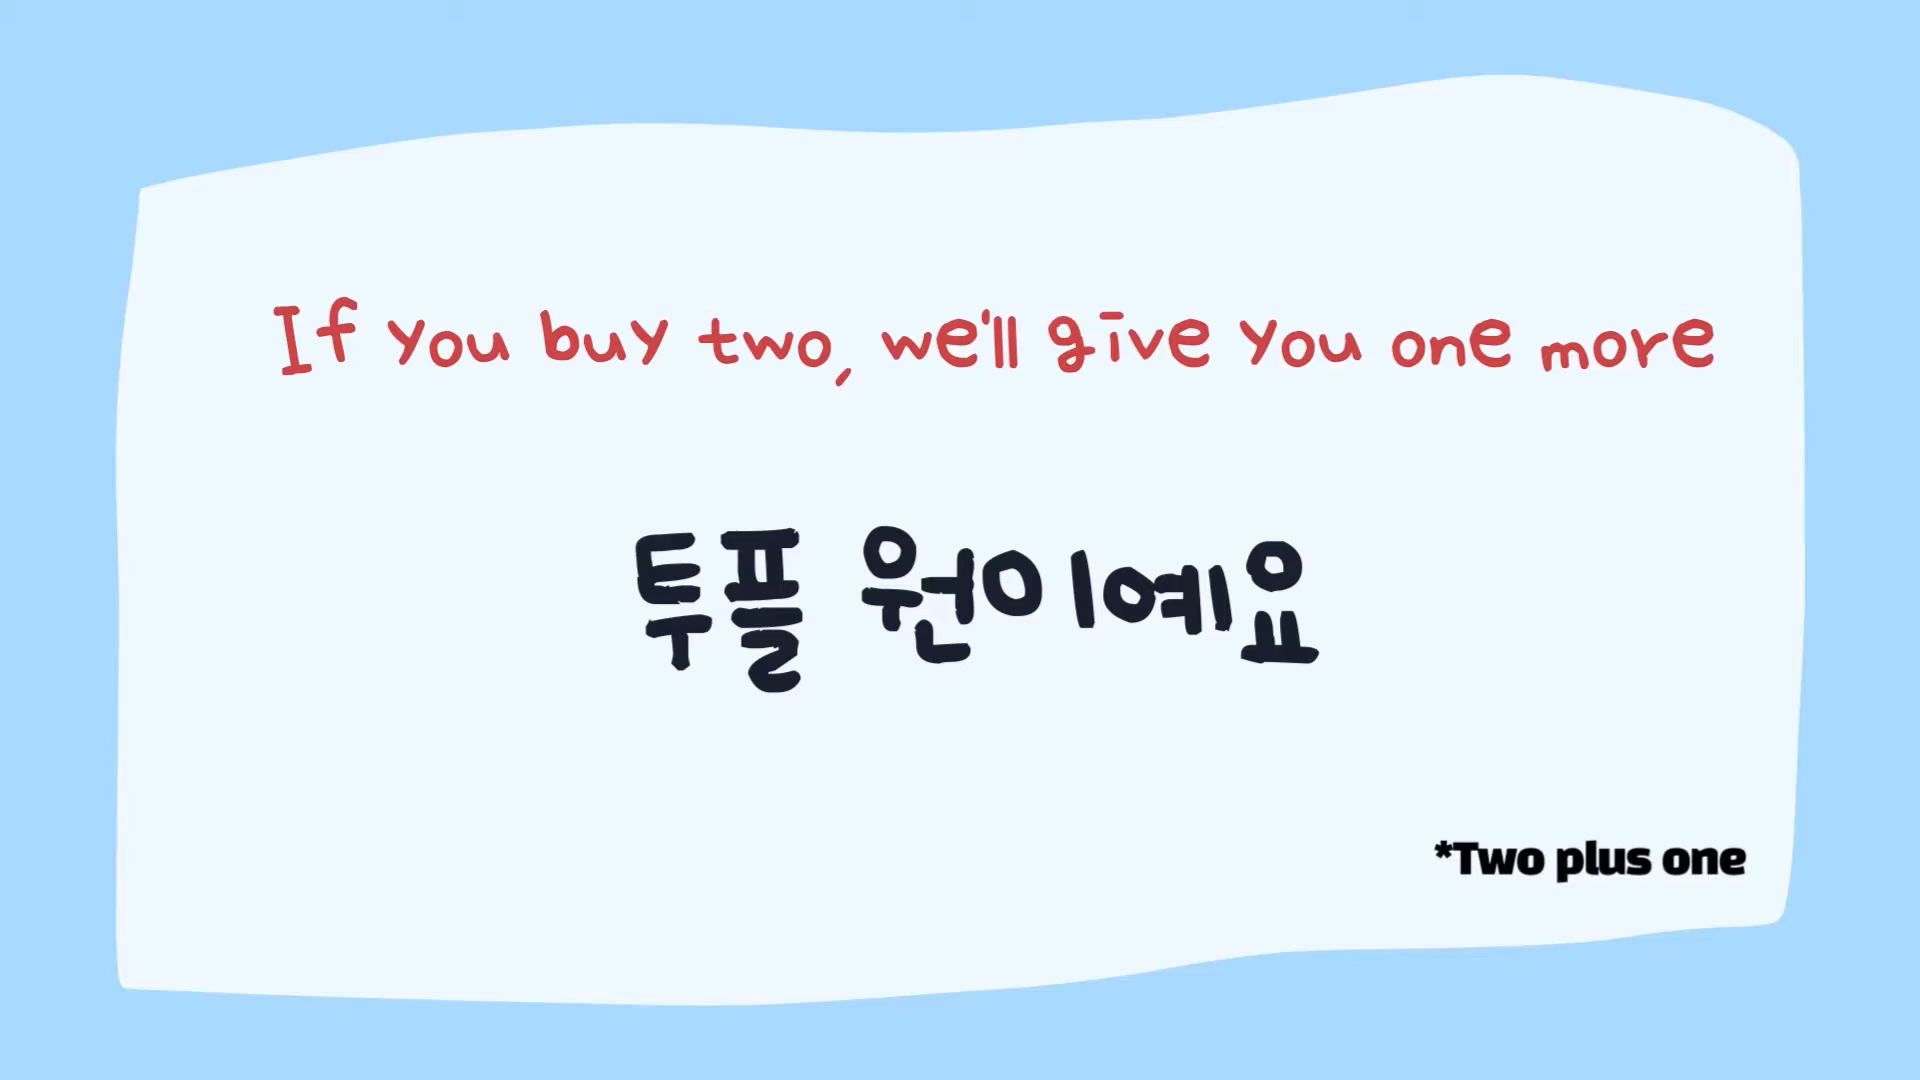 If you buy two, we'll give you one more
투플 원이예요
*Two plus one